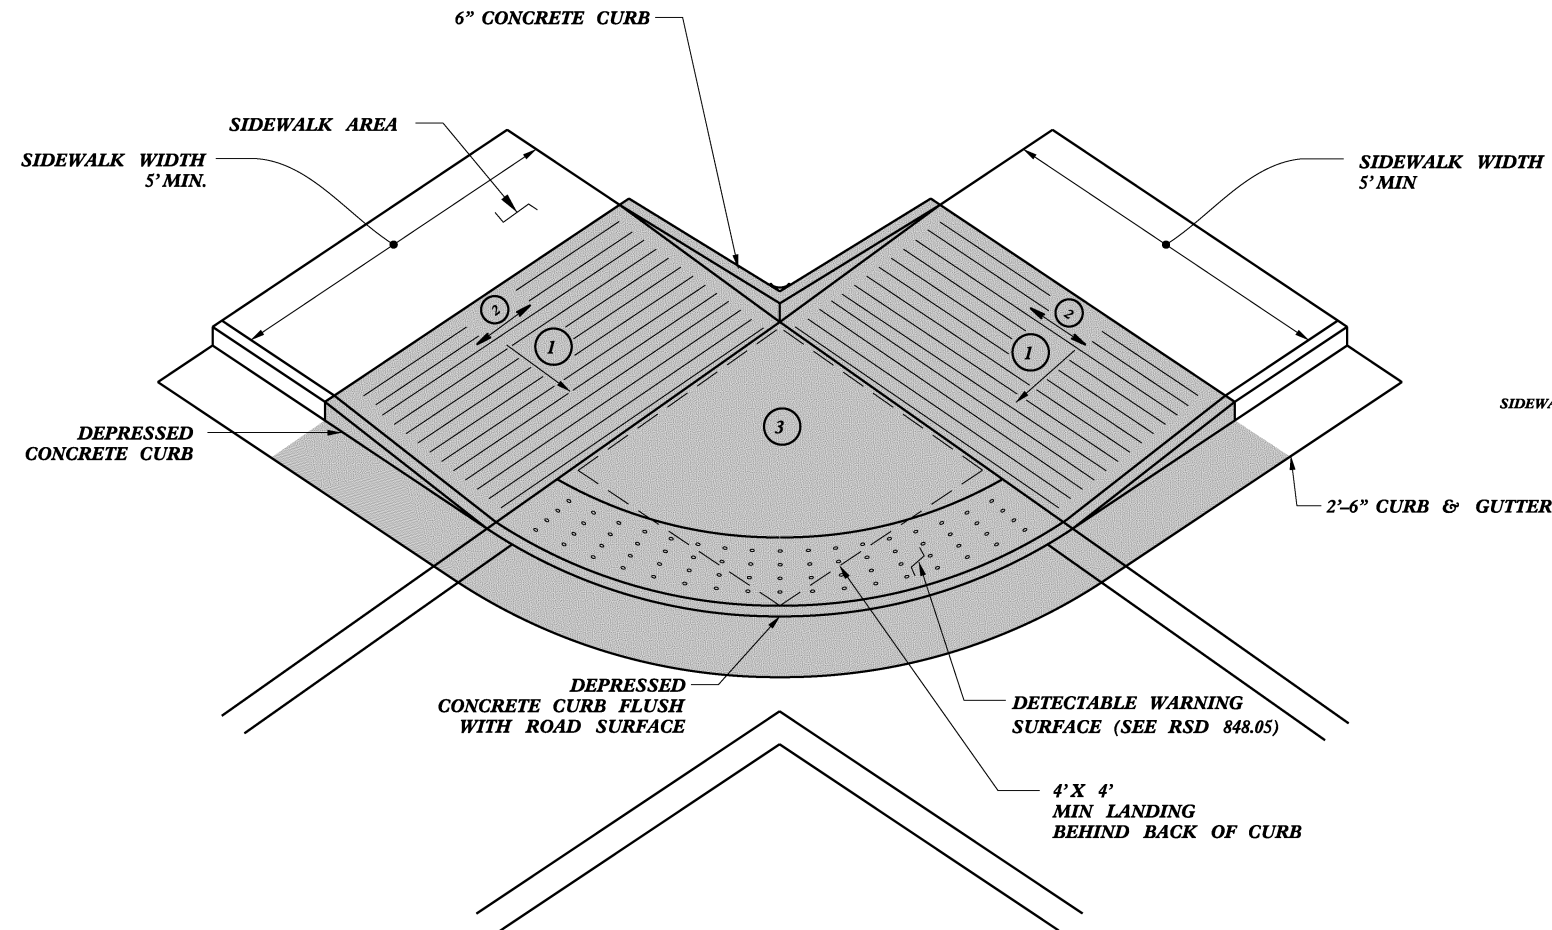 6” CONCRETE CURB
SIDEWALK AREA
SIDEWALK WIDTH
5’ MIN.
SIDEWALK WIDTH
5’ MIN
2
1
2
1
3
SIDEWA
DEPRESSED
CONCRETE CURB
2’–6” CURB & GUTTER
DEPRESSED
CONCRETE CURB FLUSH
WITH ROAD SURFACE
DETECTABLE WARNING
SURFACE (SEE RSD 848.05)
4’ X 4’
MIN LANDING
BEHIND BACK OF CURB